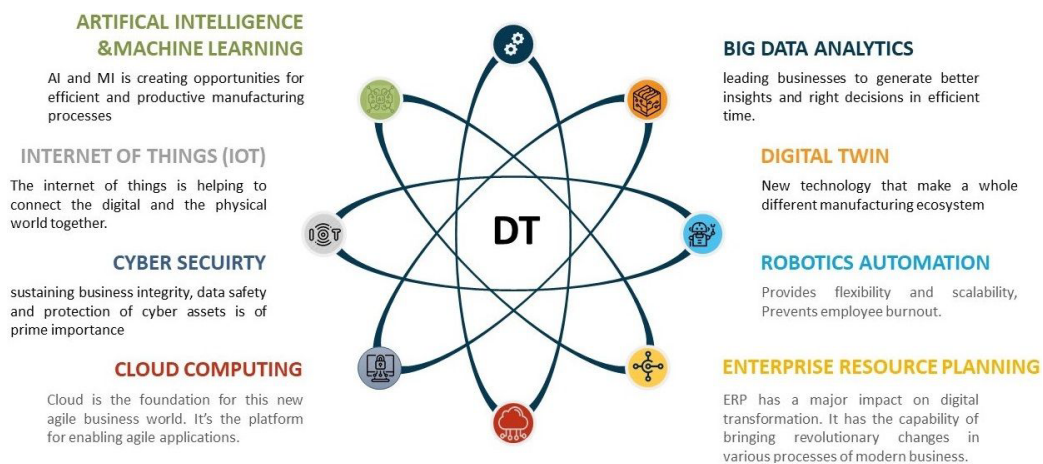 ARTIFICAL INTELLIGENCE
&MACHINE LEARNING
AI and MI is creating opportunities for
efficient and productive manufacturing
processes
INTERNET OF THINGS (IOT)
The internet of things is helping to
connect the digital and the physical
world together.
CYBER SECUIRTY
sustaining business integrity, data safety
and protection of cyber assets is of
prime importance
CLOUD COMPUTING
Cloud is the foundation for this new
agile business world. It’s the platform
for enabling agile applications.
IOT
DT
BIG DATA ANALYTICS
leading businesses to generate better
insights and right decisions in efficient
time.
DIGITAL TWIN
New technology that make a whole
different manufacturing ecosystem
ROBOTICS AUTOMATION
Provides flexibility and scalability,
Prevents employee burnout.
ENTERPRISE RESOURCE PLANNING
ERP has a major impact on digital
transformation. It has the capability of
bringing revolutionary changes in
various processes of modern business.